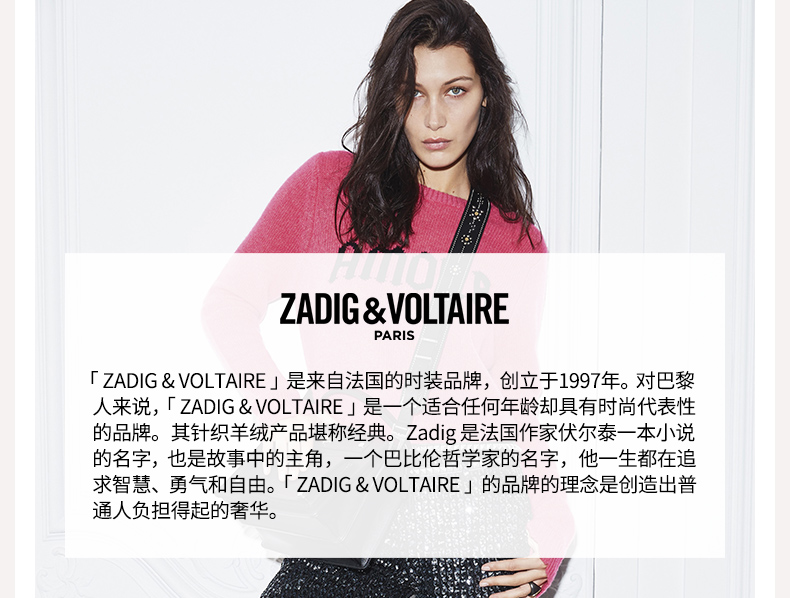 AMOUR
ZADIG&VOLTAIRE
PARIS
「 ZADIG & VOLTAIRE 」是来自法国的时装品牌，创立于1997年。对巴黎
人来说，「 ZADIG & VOLTAIRE 」是一个适合任何年龄却具有时尚代表性
的品牌。其针织羊绒产品堪称经典。Zadig 是法国作家伏尔泰一本小说
的名字，也是故事中的主角，一个巴比伦哲学家的名字，他一生都在追
求智慧、勇气和自由。「 ZADIG & VOLTAIRE 」的品牌的理念是创造出普
通人负担得起的奢华。